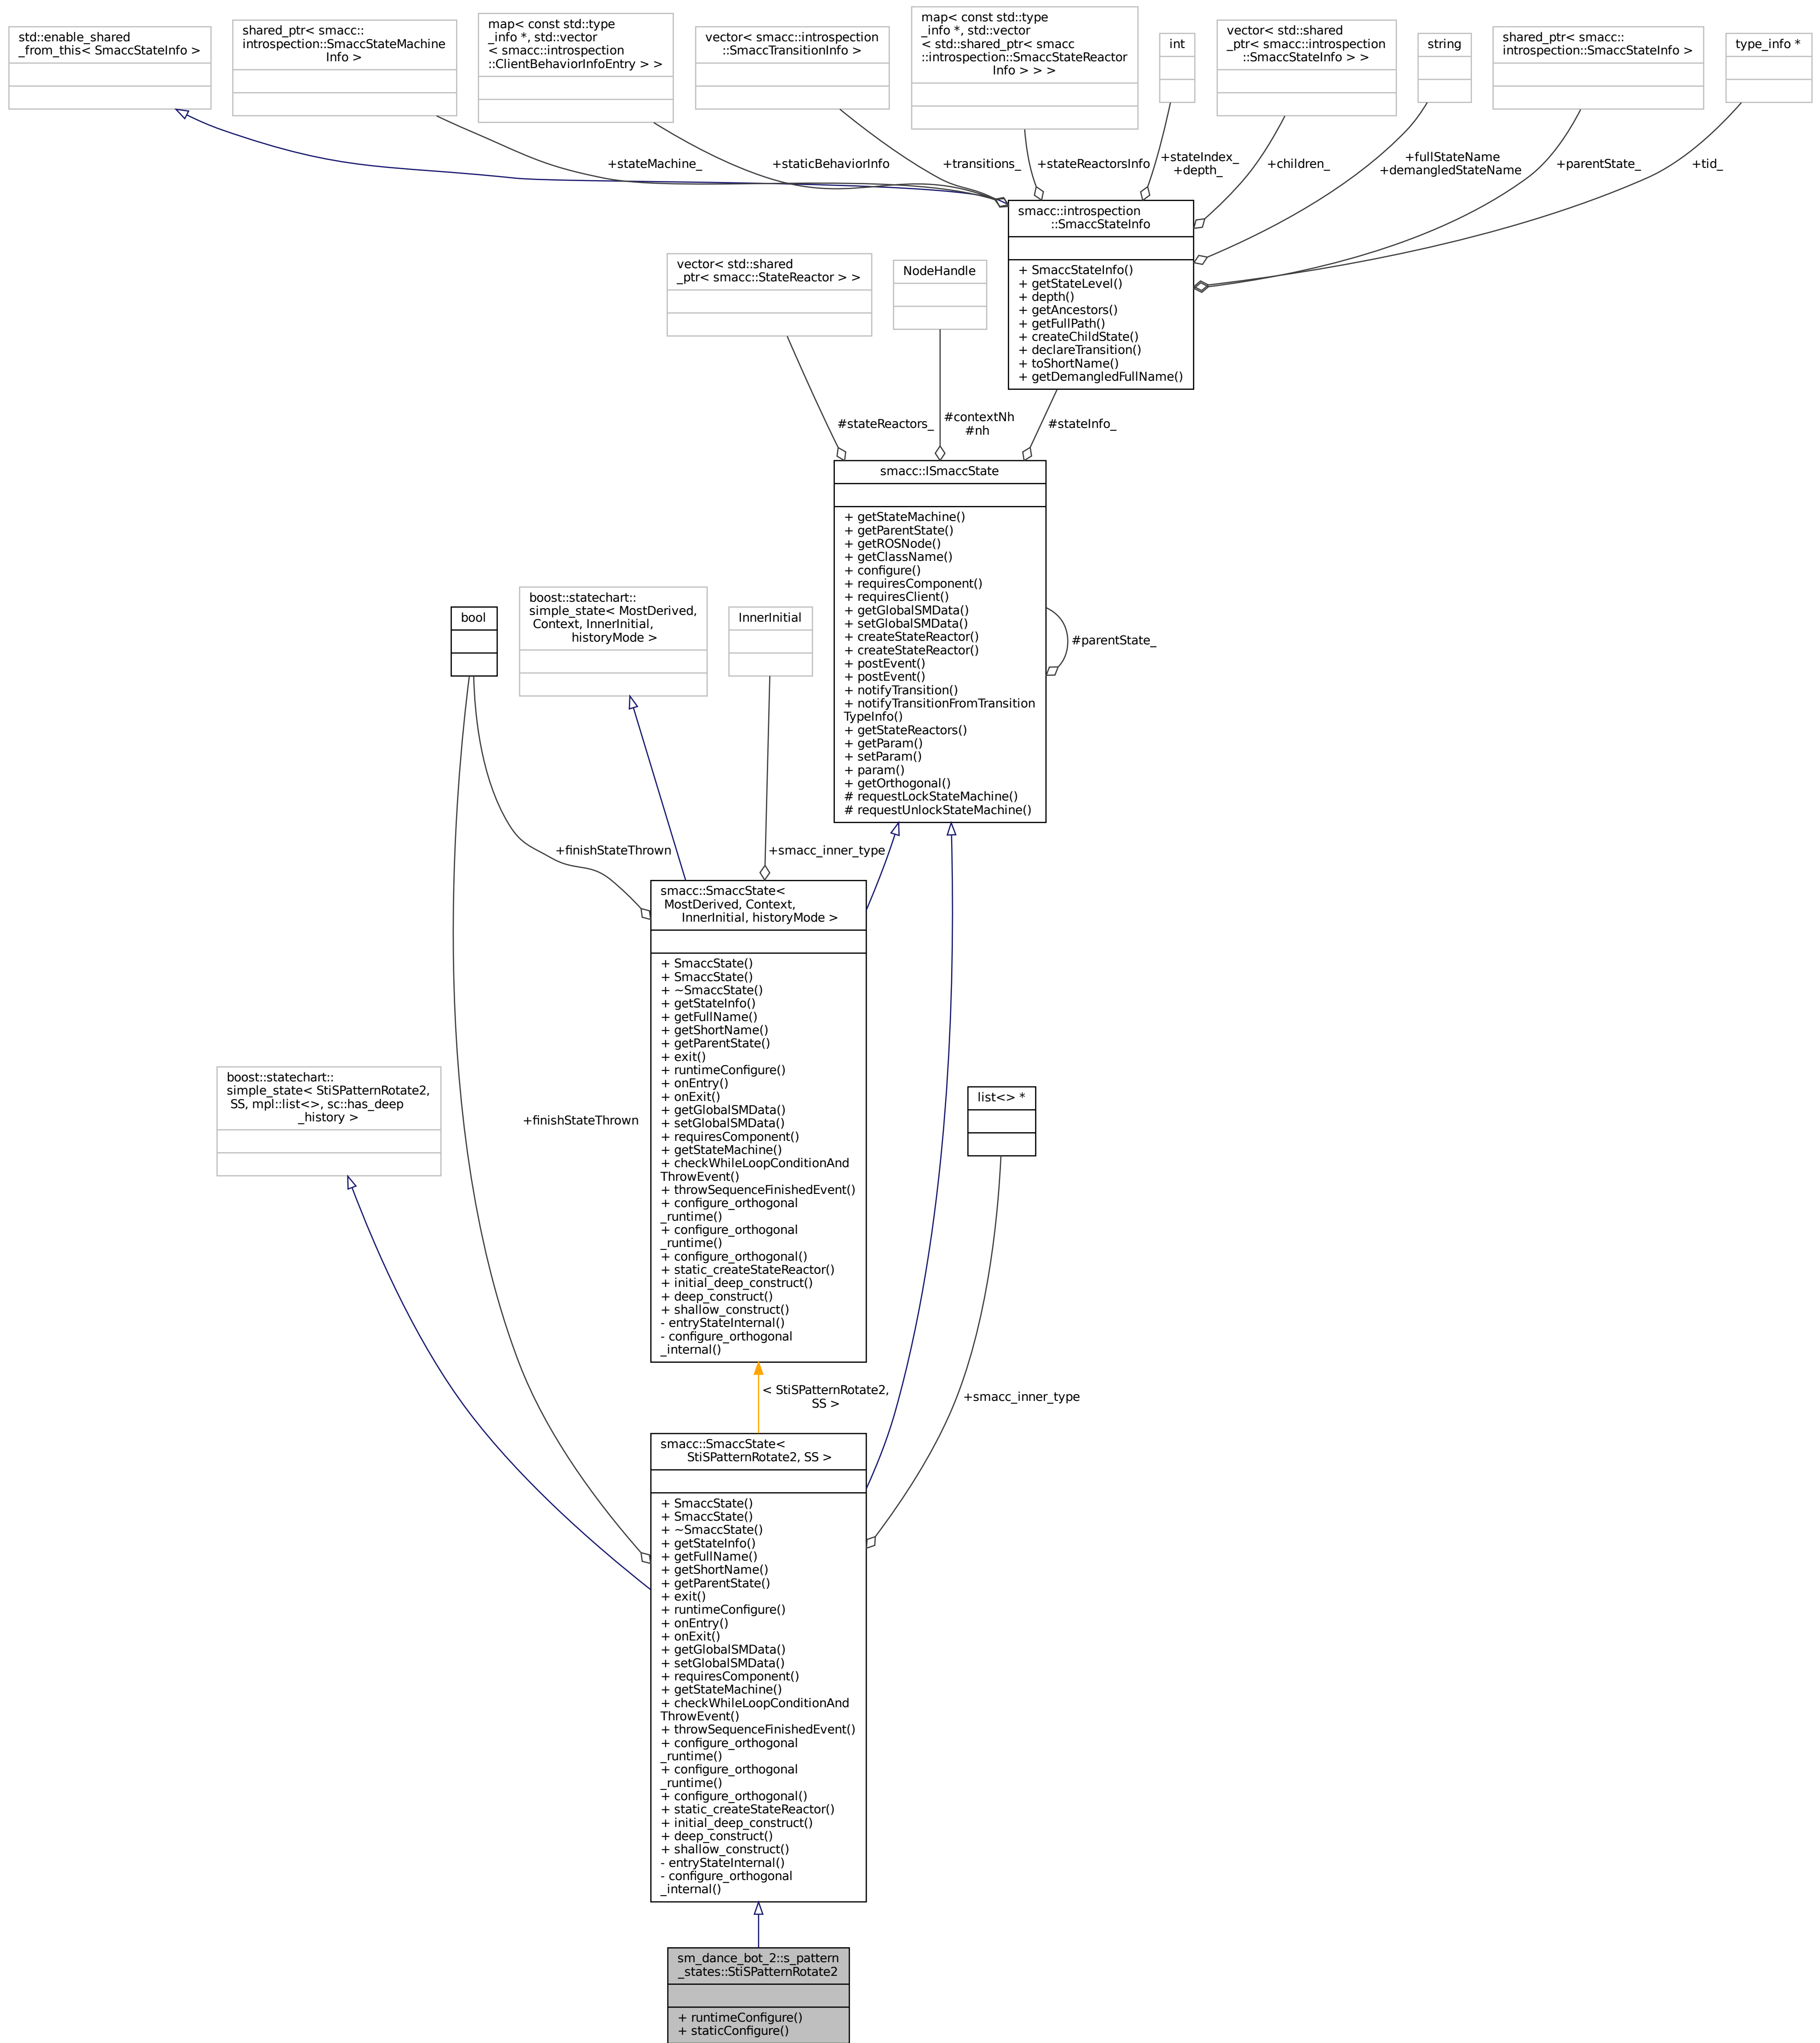 std::enable_shared
_from_this< SmaccStateInfo >
shared_ptr< smacc::
introspection::SmaccStateMachine
Info >
map< const std::type
_info *, std::vector
< smacc::introspection
::ClientBehaviorInfoEntry > >
vector< smacc::introspection
::SmaccTransitionInfo >
map< const std::type
_info *, std::vector
< std::shared_ptr< smacc
::introspection::SmaccStateReactor
Info > > >
int
vector< std::shared
_ptr< smacc::introspection
::SmaccStateInfo > >
string
shared_ptr< smacc::
introspection::SmaccStateInfo >
type_info *
+stateMachine_
+staticBehaviorInfo
+transitions_
+stateReactorsInfo
+stateIndex_
+depth_
+children_
+fullStateName
+demangledStateName
+parentState_
+tid_
smacc::introspection
::SmaccStateInfo
+ SmaccStateInfo()
+ getStateLevel()
+ depth()
+ getAncestors()
+ getFullPath()
+ createChildState()
+ declareTransition()
+ toShortName()
+ getDemangledFullName()
vector< std::shared
_ptr< smacc::StateReactor > >
NodeHandle
#stateReactors_
#contextNh
#nh
#stateInfo_
smacc::ISmaccState
+ getStateMachine()
+ getParentState()
+ getROSNode()
+ getClassName()
+ configure()
+ requiresComponent()
+ requiresClient()
+ getGlobalSMData()
+ setGlobalSMData()
+ createStateReactor()
+ createStateReactor()
+ postEvent()
+ postEvent()
+ notifyTransition()
+ notifyTransitionFromTransition
TypeInfo()
+ getStateReactors()
+ getParam()
+ setParam()
+ param()
+ getOrthogonal()
# requestLockStateMachine()
# requestUnlockStateMachine()
#parentState_
bool
boost::statechart::
simple_state< MostDerived,
Context, InnerInitial,
historyMode >
InnerInitial
+finishStateThrown
+smacc_inner_type
smacc::SmaccState<
MostDerived, Context,
InnerInitial, historyMode >
+ SmaccState()
+ SmaccState()
+ ~SmaccState()
+ getStateInfo()
+ getFullName()
+ getShortName()
+ getParentState()
+ exit()
+ runtimeConfigure()
+ onEntry()
+ onExit()
+ getGlobalSMData()
+ setGlobalSMData()
+ requiresComponent()
+ getStateMachine()
+ checkWhileLoopConditionAnd
ThrowEvent()
+ throwSequenceFinishedEvent()
+ configure_orthogonal
_runtime()
+ configure_orthogonal
_runtime()
+ configure_orthogonal()
+ static_createStateReactor()
+ initial_deep_construct()
+ deep_construct()
+ shallow_construct()
- entryStateInternal()
- configure_orthogonal
_internal()
boost::statechart::
simple_state< StiSPatternRotate2,
SS, mpl::list<>, sc::has_deep
_history >
+finishStateThrown
list<> *
< StiSPatternRotate2,
SS >
+smacc_inner_type
smacc::SmaccState<
StiSPatternRotate2, SS >
+ SmaccState()
+ SmaccState()
+ ~SmaccState()
+ getStateInfo()
+ getFullName()
+ getShortName()
+ getParentState()
+ exit()
+ runtimeConfigure()
+ onEntry()
+ onExit()
+ getGlobalSMData()
+ setGlobalSMData()
+ requiresComponent()
+ getStateMachine()
+ checkWhileLoopConditionAnd
ThrowEvent()
+ throwSequenceFinishedEvent()
+ configure_orthogonal
_runtime()
+ configure_orthogonal
_runtime()
+ configure_orthogonal()
+ static_createStateReactor()
+ initial_deep_construct()
+ deep_construct()
+ shallow_construct()
- entryStateInternal()
- configure_orthogonal
_internal()
sm_dance_bot_2::s_pattern
_states::StiSPatternRotate2
+ runtimeConfigure()
+ staticConfigure()